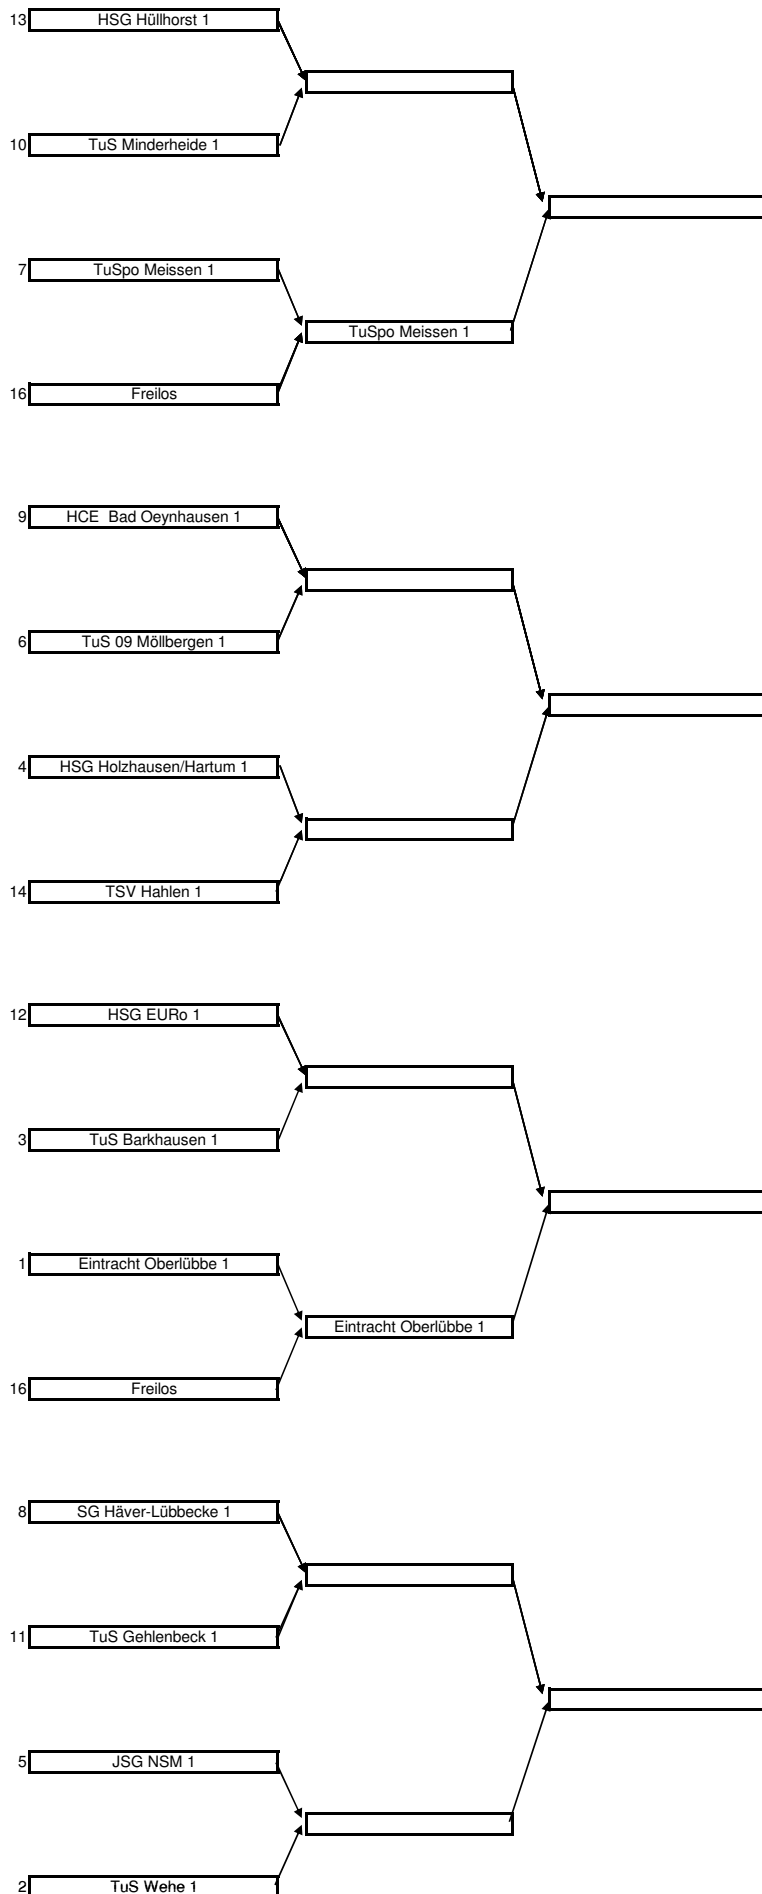 13 HSG Hüllhorst 1
10 TuS Minderheide 1
7 TuSpo Meissen 1
TuSpo Meissen 1
16 Freilos
9 HCE  Bad Oeynhausen 1
6 TuS 09 Möllbergen 1
4 HSG Holzhausen/Hartum 1
14 TSV Hahlen 1
12 HSG EURo 1
3 TuS Barkhausen 1
1 Eintracht Oberlübbe 1
Eintracht Oberlübbe 1
16 Freilos
8 SG Häver-Lübbecke 1
11 TuS Gehlenbeck 1
5 JSG NSM 1
2 TuS Wehe 1